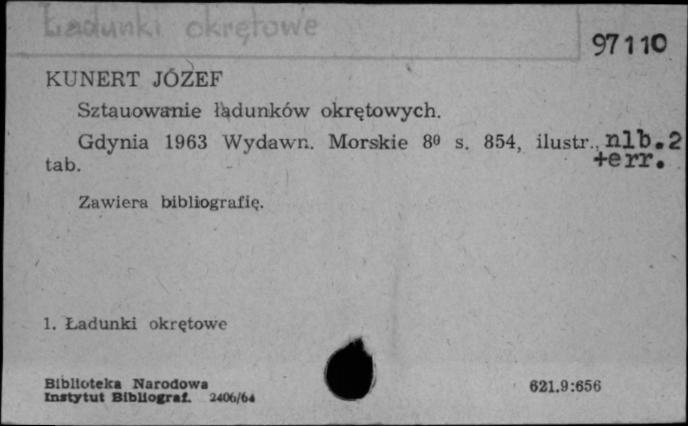 Ładunki okrętowe
97110
KUNERT JÓZEF
Sztauowanie ładunków okrętowych.
Gdynia 1963 Wydawn. Morskie 8⁰ s. 854, ilustr., nlb. 2
tab. +err.
Zawiera bibliografię.
1. Ładunki okrętowe
Biblioteka Narodowa
Instytut Bibliograf. 2406/64
621.9:656